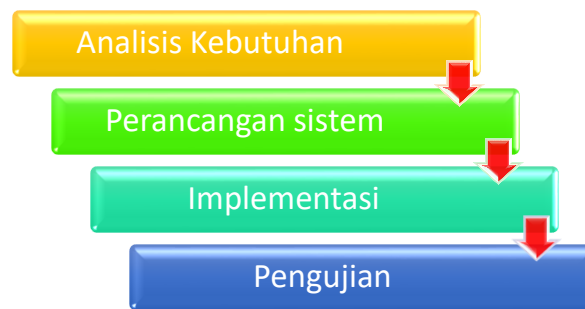 Analisis Kebutuhan
Perancangan sistem
Implementasi
Pengujian